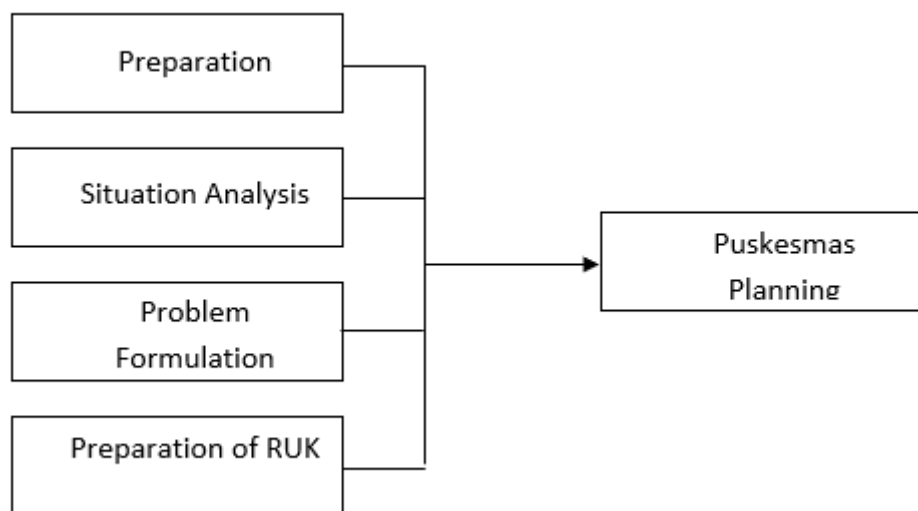 Preparation
Situation Analysis
Problem
Formulation
Preparation of RUK
Puskesmas
Planning